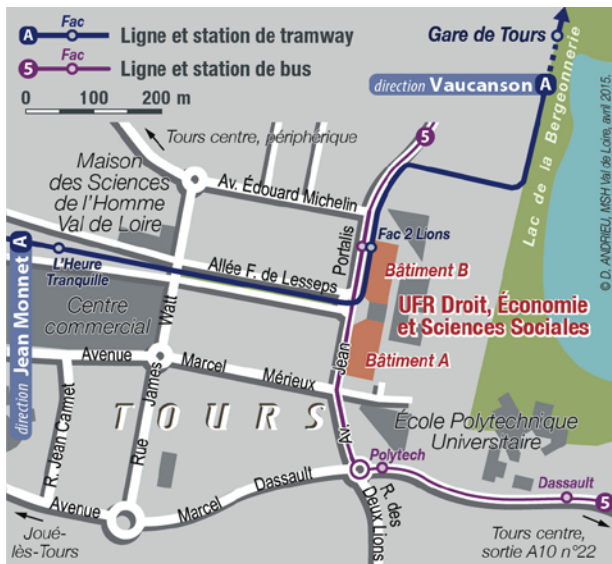 A Fac Ligne et station de tramway
5 Fac Ligne et station de bus
0 100 200 m
Gare de Tours
direction Vaucanson A
Lac de la Bergeonnerie
© D. ANDRIEU, MSH Val de Loire, avril 2015.
5
Tours centre, périphérique
Maison
des Sciences
de l'Homme
Val de Loire
Av. Édouard Michelin
direction Jean Monnet A
L'Heure
Tranquille
Allée F. de Lesseps
Fac 2 Lions
Bâtiment B
UFR Droit, Économie
et Sciences Sociales
Bâtiment A
Centre
commercial
Av. Jean Portalis
Rue James Watt
Avenue Marcel Mérieux
R. Jean Carmet
TOURS
École Polytechnique
Universitaire
Polytech
Dassault
5
Avenue Marcel Dassault
R. des
Deux Lions
Joué-
lès-Tours
Tours centre,
sortie A10 n°22